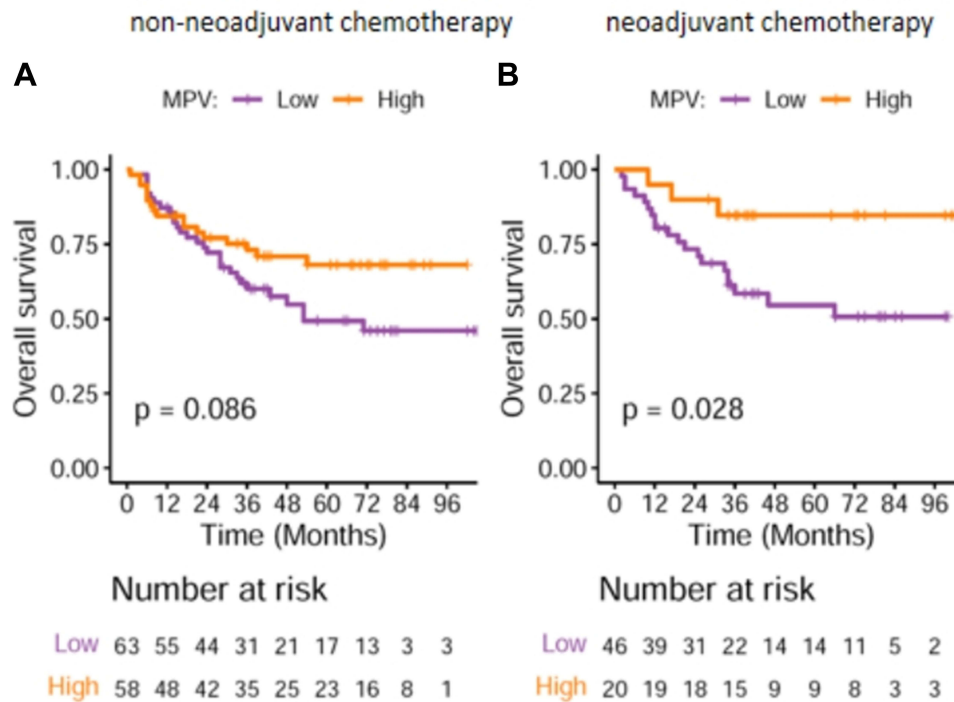 non-neoadjuvant chemotherapy
neoadjuvant chemotherapy
A
MPV: Low High
1.00
0.75
0.50
0.25
0.00
Overall survival
p = 0.086
0 12 24 36 48 60 72 84 96
Time (Months)
Number at risk
Low 63 55 44 31 21 17 13 3 3
High 58 48 42 35 25 23 16 8 1
B
MPV: Low High
1.00
0.75
0.50
0.25
0.00
Overall survival
p = 0.028
0 12 24 36 48 60 72 84 96
Time (Months)
Number at risk
Low 46 39 31 22 14 14 11 5 2
High 20 19 18 15 9 9 8 3 3